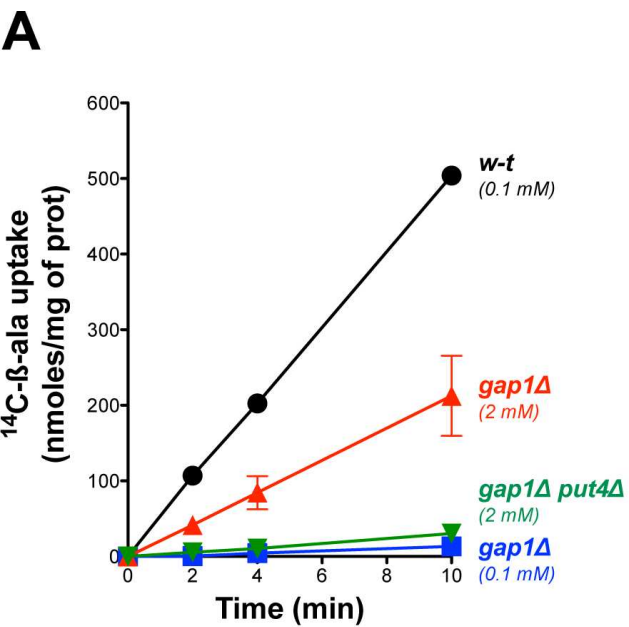 A
600
500
400
300
200
100
0
0 2 4 6 8 10
¹⁴C-ß-ala uptake
(nmoles/mg of prot)
Time (min)
w-t
(0.1 mM)
gap1Δ
(2 mM)
gap1Δ put4Δ
(2 mM)
gap1Δ
(0.1 mM)